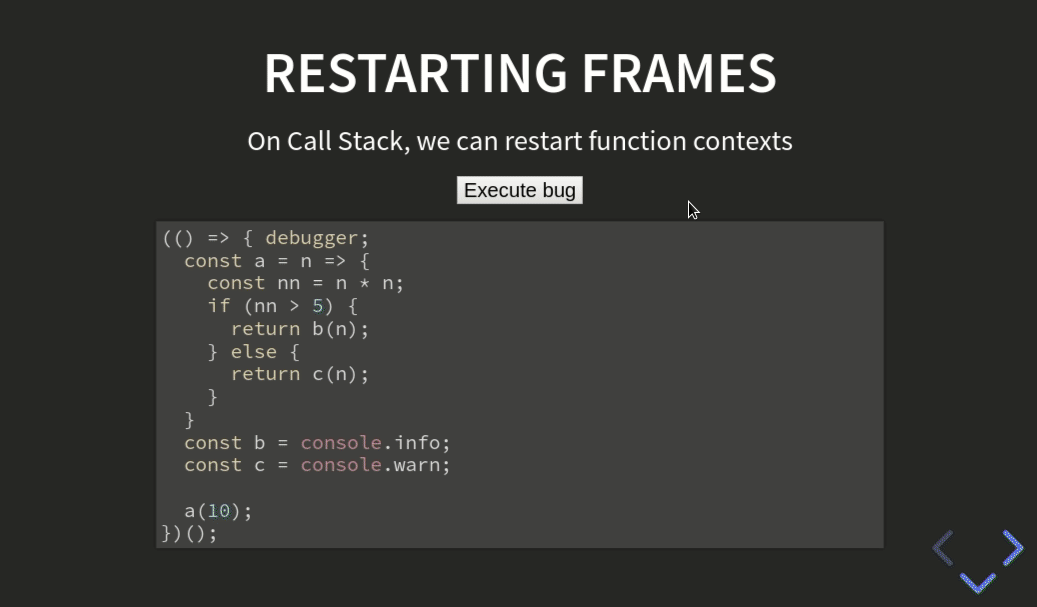 RESTARTING FRAMES
On Call Stack, we can restart function contexts
Execute bug
(() => { debugger;
  const a = n => {
    const nn = n * n;
    if (nn > 5) {
      return b(n);
    } else {
      return c(n);
    }
  }
  const b = console.info;
  const c = console.warn;

  a(10);
})();